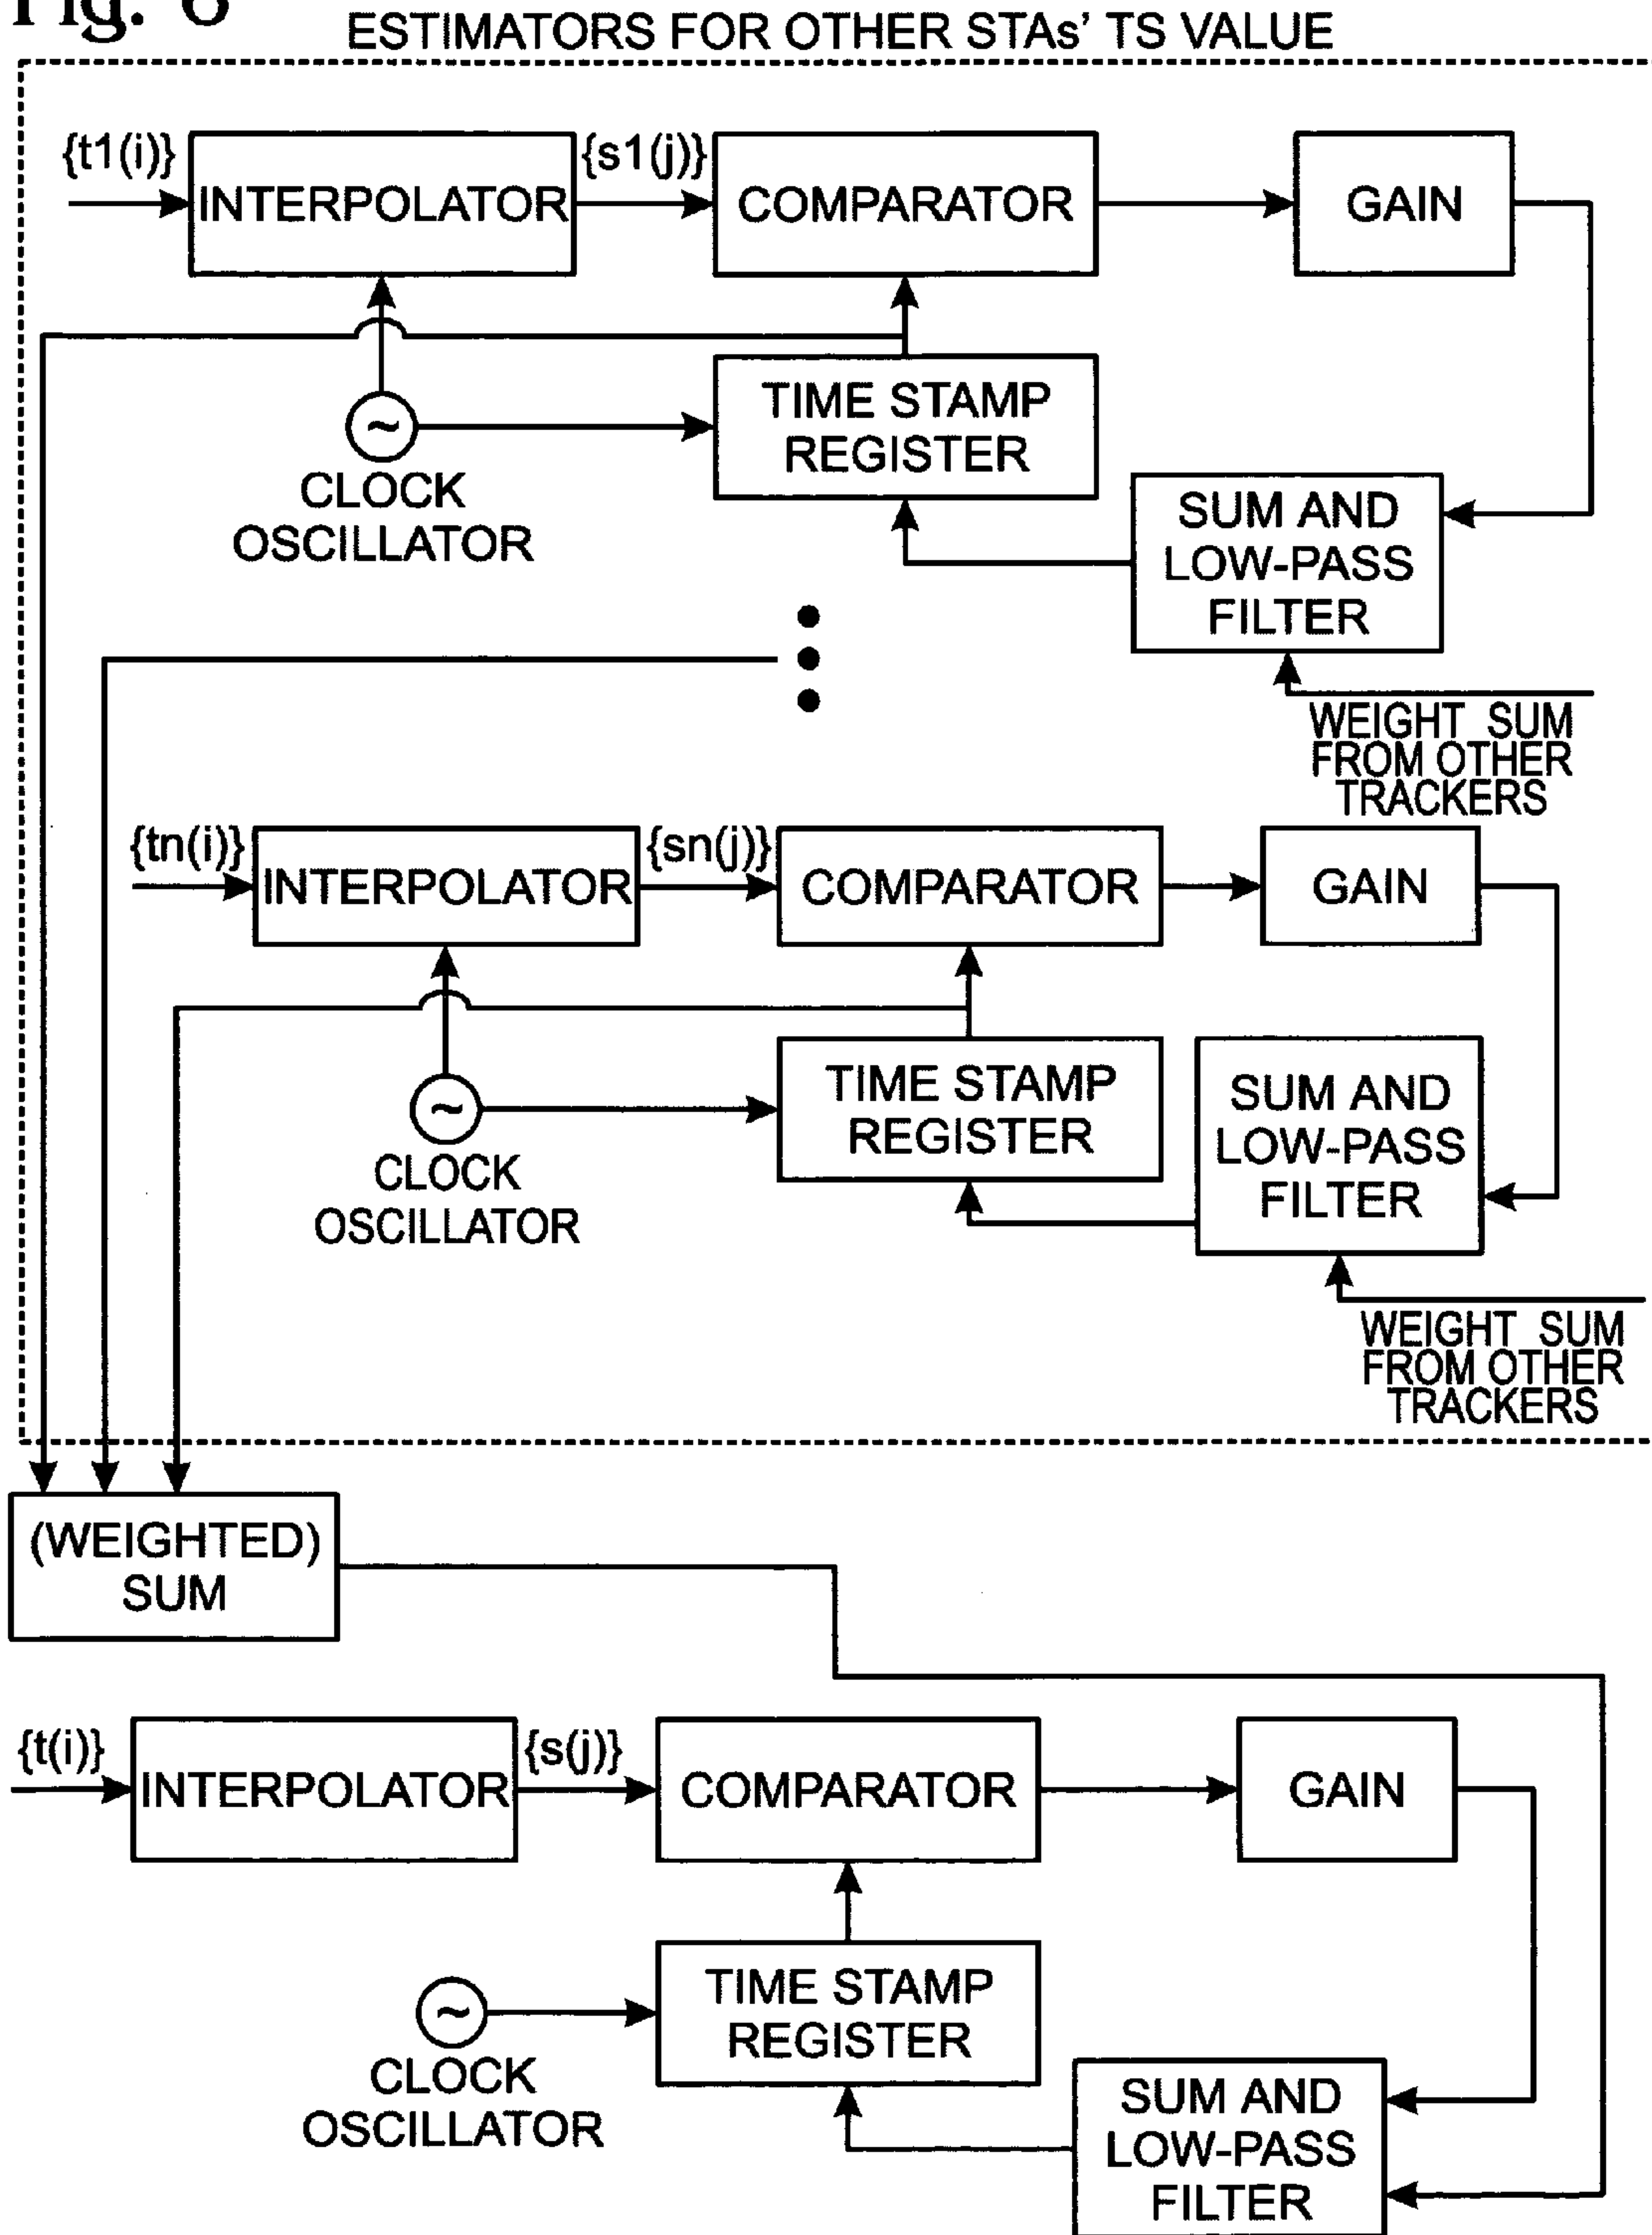 Fig. 6
ESTIMATORS FOR OTHER STAs' TS VALUE
{t1(i)}
INTERPOLATOR
{s1(j)}
COMPARATOR
GAIN
TIME STAMP
REGISTER
~
CLOCK
OSCILLATOR
SUM AND
LOW-PASS
FILTER
WEIGHT SUM
FROM OTHER
TRACKERS
{tn(i)}
INTERPOLATOR
{sn(j)}
COMPARATOR
GAIN
TIME STAMP
REGISTER
~
CLOCK
OSCILLATOR
SUM AND
LOW-PASS
FILTER
WEIGHT SUM
FROM OTHER
TRACKERS
(WEIGHTED)
SUM
{t(i)}
INTERPOLATOR
{s(j)}
COMPARATOR
GAIN
TIME STAMP
REGISTER
~
CLOCK
OSCILLATOR
SUM AND
LOW-PASS
FILTER